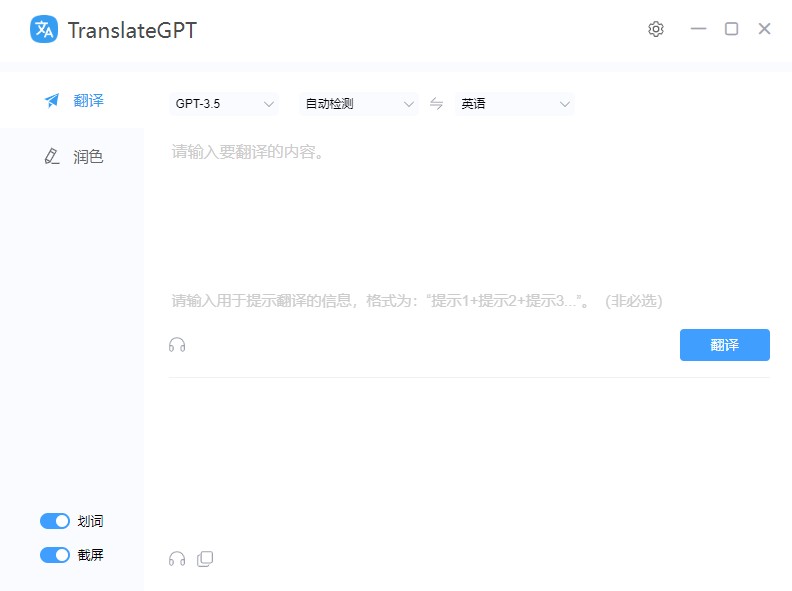 TranslateGPT
翻译
GPT-3.5
自动检测
英语
润色
请输入要翻译的内容。
请输入用于提示翻译的信息，格式为："提示1+提示2+提示3..."。（非必选）
翻译
划词
截屏